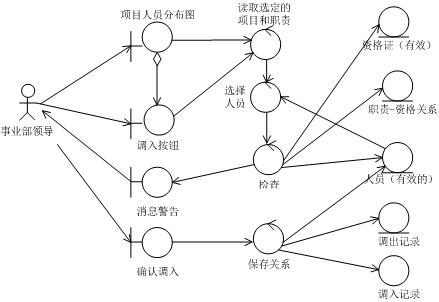 项目人员分布图
读取选定的
项目和职责
资格证（有效）
选择
人员
职责-资格关系
事业部领导
调入按钮
检查
人员（有效的）
消息警告
调出记录
确认调入
保存关系
调入记录